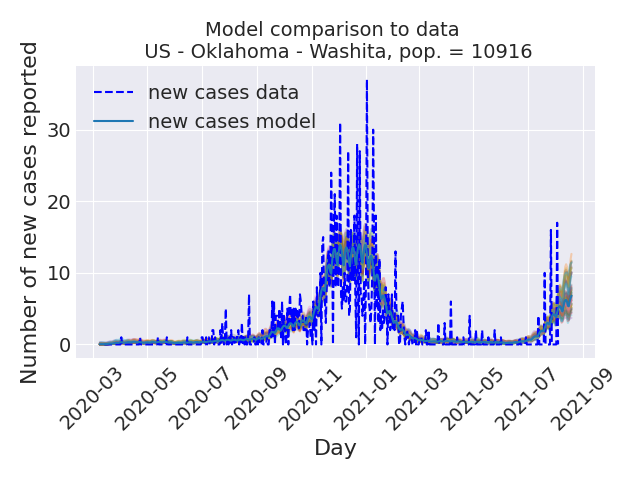 Model comparison to data
US - Oklahoma - Washita, pop. = 10916
Number of new cases reported
new cases data
new cases model
30
20
10
0
2020-03
2020-05
2020-07
2020-09
2020-11
2021-01
2021-03
2021-05
2021-07
2021-09
Day